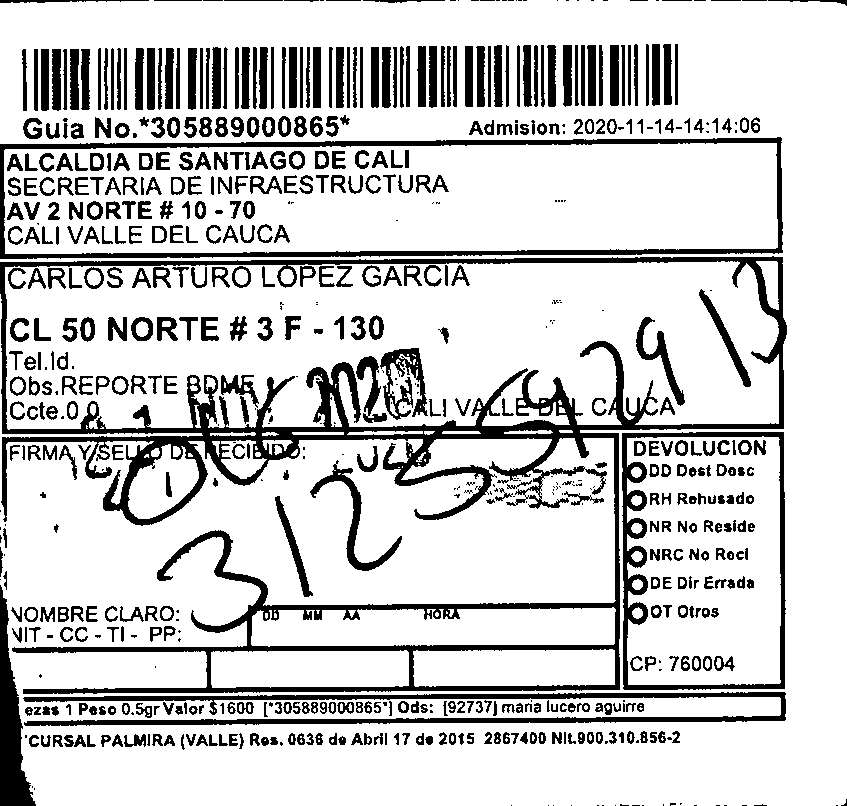 Guia No.*305889000865* Admision: 2020-11-14-14:14:06
ALCALDIA DE SANTIAGO DE CALI
SECRETARIA DE INFRAESTRUCTURA
AV 2 NORTE # 10 - 70
CALI VALLE DEL CAUCA
CARLOS ARTURO LOPEZ GARCIA
CL 50 NORTE # 3 F - 130
Tel.Id.
Obs.REPORTE BDME
Ccte.0 0 CALI VALLE DEL CAUCA
3125592913
FIRMA Y SELLO DE RECIBIDO:
NOMBRE CLARO:
NIT - CC - TI - PP:
DD MM AA HORA
DEVOLUCION
DD Dest Desc
RH Rehusado
NR No Reside
NRC No Recl
DE Dir Errada
OT Otros
CP: 760004
ezas 1 Peso 0.5gr Valor $1600 [*305889000865*] Ods: [92737] maria lucero aguirre
CURSAL PALMIRA (VALLE) Res. 0636 de Abril 17 de 2015 2867400 Nit.900.310.856-2